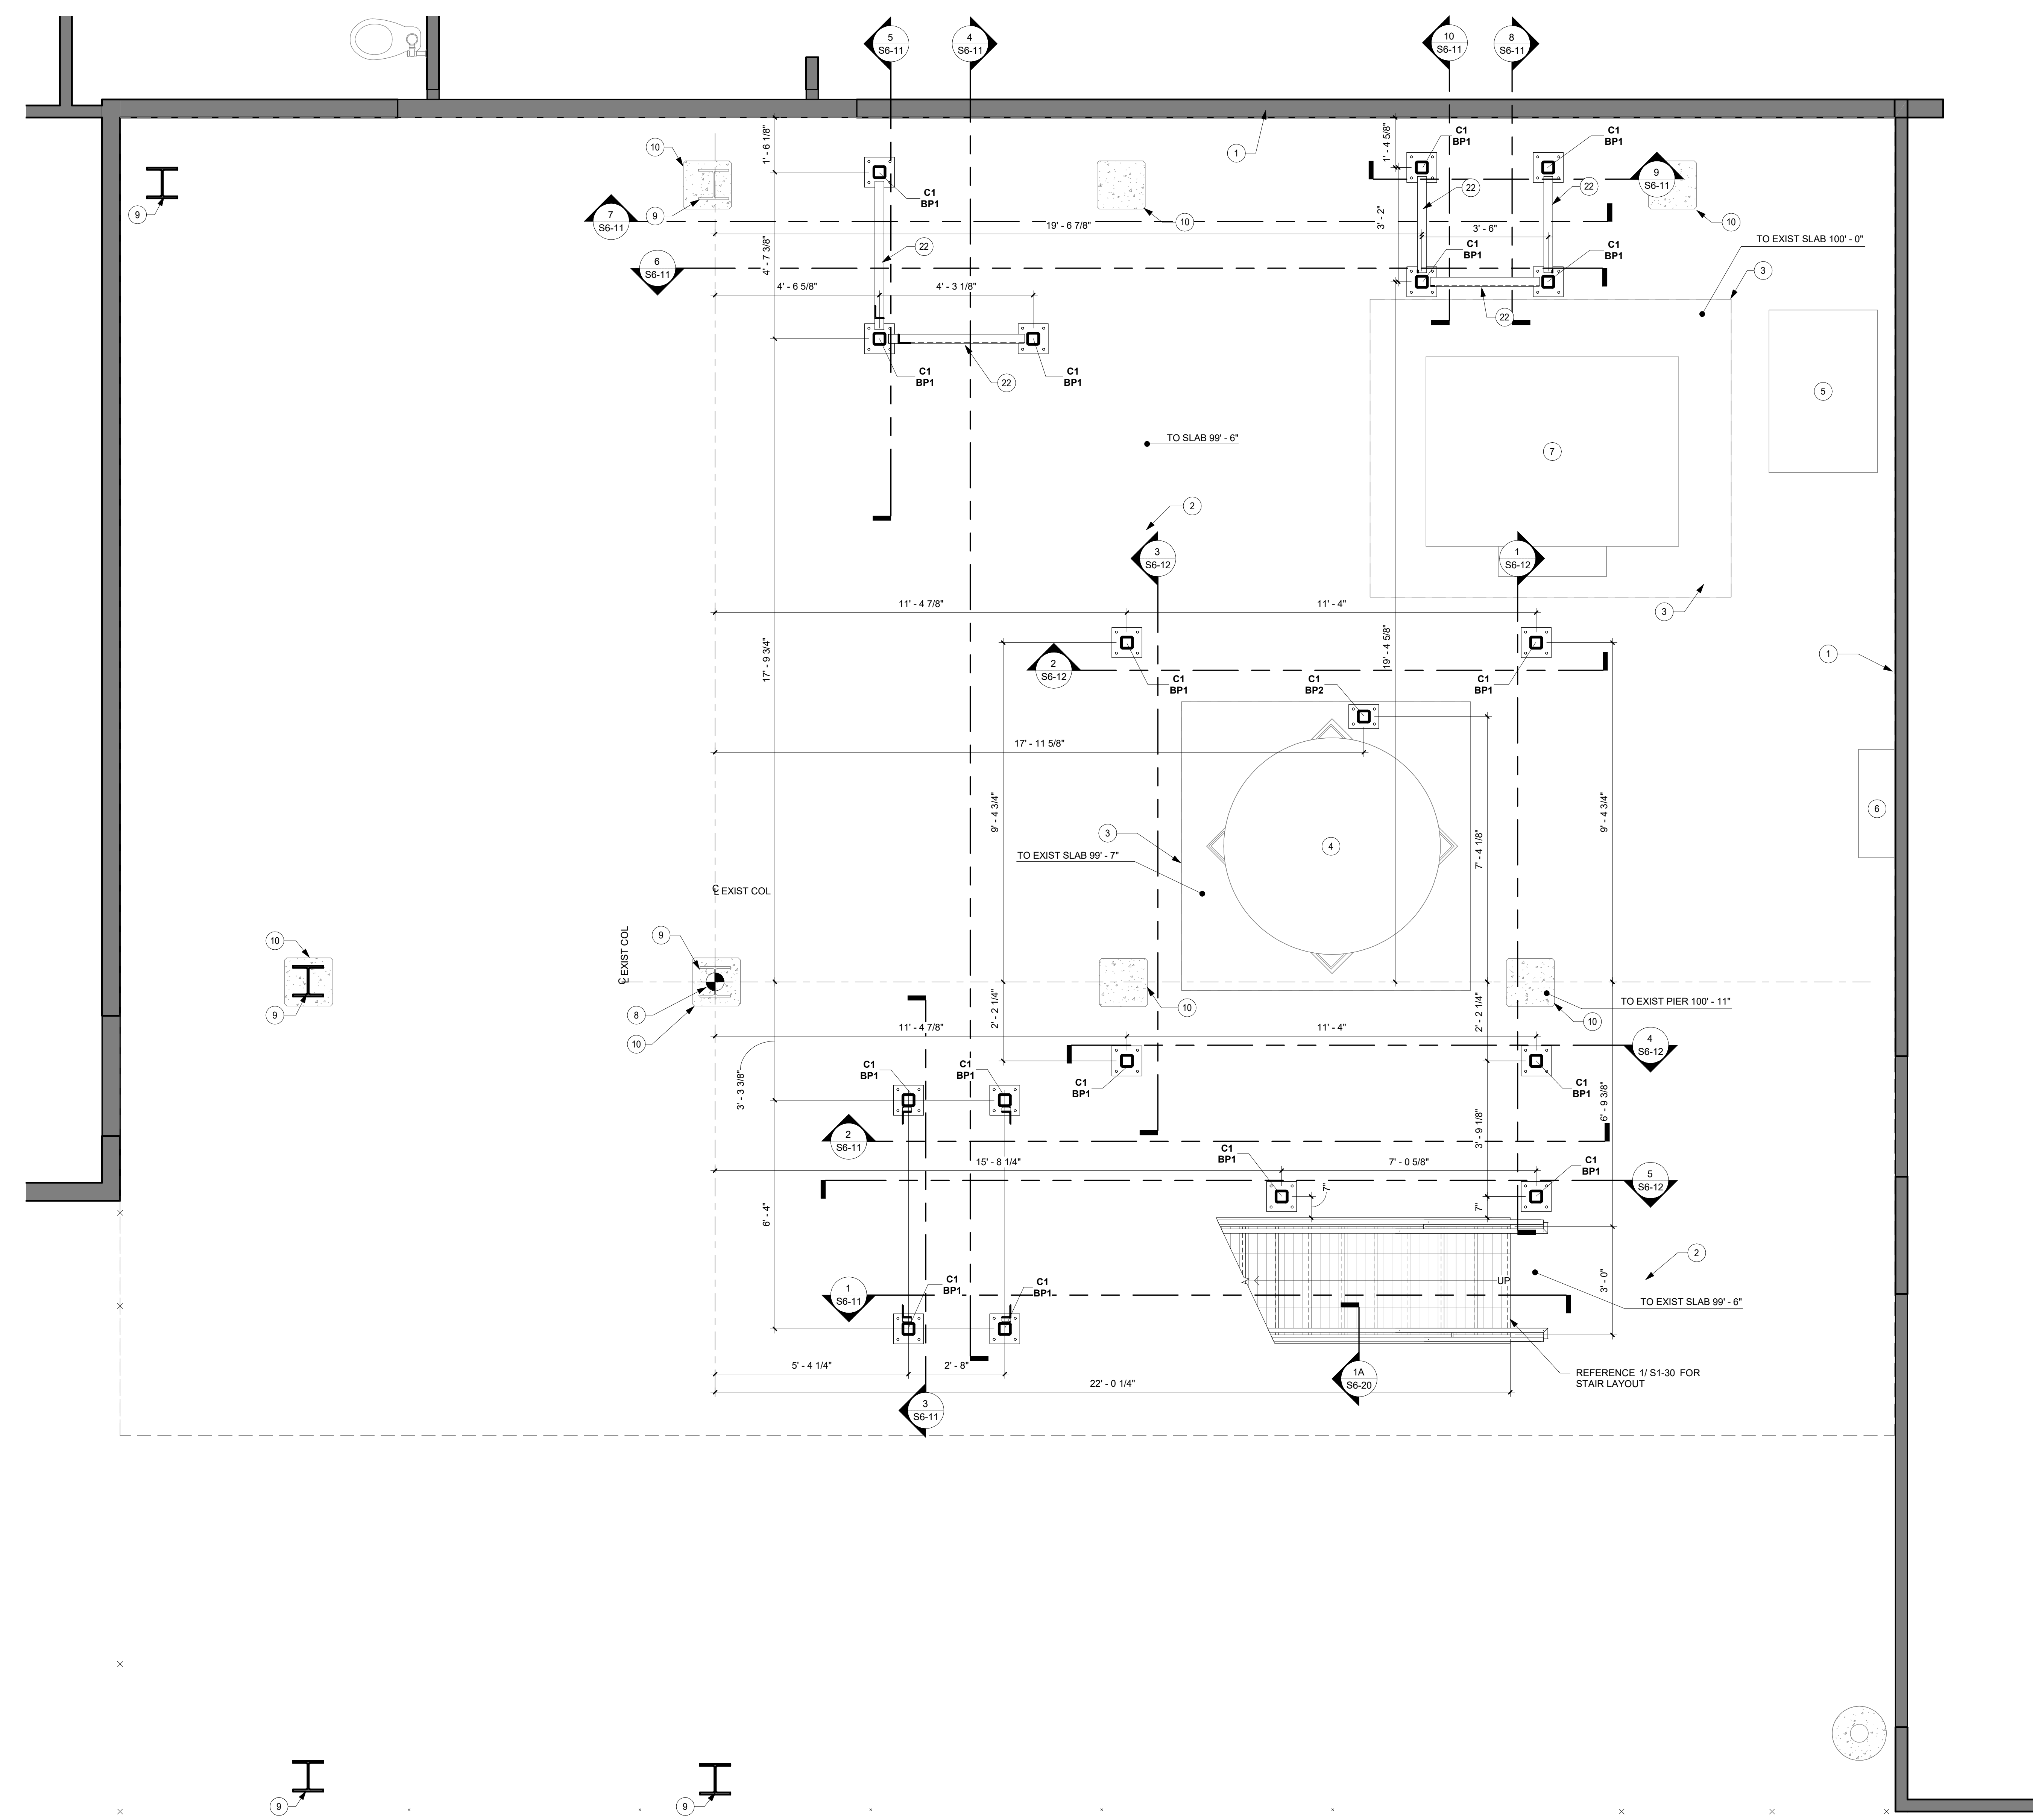 5
S6-11
4
S6-11
10
S6-11
8
S6-11
1' - 6 1/8"
1' - 4 5/8"
C1
BP1
C1
BP1
10
1
9
S6-11
C1
BP1
22
22
9
7
S6-11
9
10
10
19' - 6 7/8"
3' - 2"
3' - 6"
4' - 7 3/8"
22
C1
BP1
C1
BP1
TO EXIST SLAB 100' - 0"
3
6
S6-11
4' - 6 5/8"
4' - 3 1/8"
22
C1
BP1
C1
BP1
22
5
TO SLAB 99' - 6"
7
2
3
S6-12
1
S6-12
11' - 4 7/8"
11' - 4"
3
17' - 9 3/4"
19' - 4 5/8"
1
2
S6-12
C1
BP1
C1
BP2
C1
BP1
17' - 11 5/8"
9' - 4 3/4"
9' - 4 3/4"
6
3
4
7' - 4 1/8"
TO EXIST SLAB 99' - 7"
℄ EXIST COL
℄ EXIST COL
10
9
9
8
10
2' - 2 1/4"
10
2' - 2 1/4"
TO EXIST PIER 100' - 11"
10
11' - 4 7/8"
11' - 4"
4
S6-12
3' - 3 3/8"
C1
BP1
C1
BP1
C1
BP1
C1
BP1
6' - 9 3/8"
2
S6-11
3' - 9 1/8"
15' - 8 1/4"
7' - 0 5/8"
C1
BP1
C1
BP1
5
S6-12
7"
7"
6' - 4"
2
1
S6-11
C1
BP1
C1
BP1
UP
3' - 0"
TO EXIST SLAB 99' - 6"
5' - 4 1/4"
2' - 8"
22' - 0 1/4"
1A
S6-20
REFERENCE 1/ S1-30 FOR
STAIR LAYOUT
3
S6-11
9
9